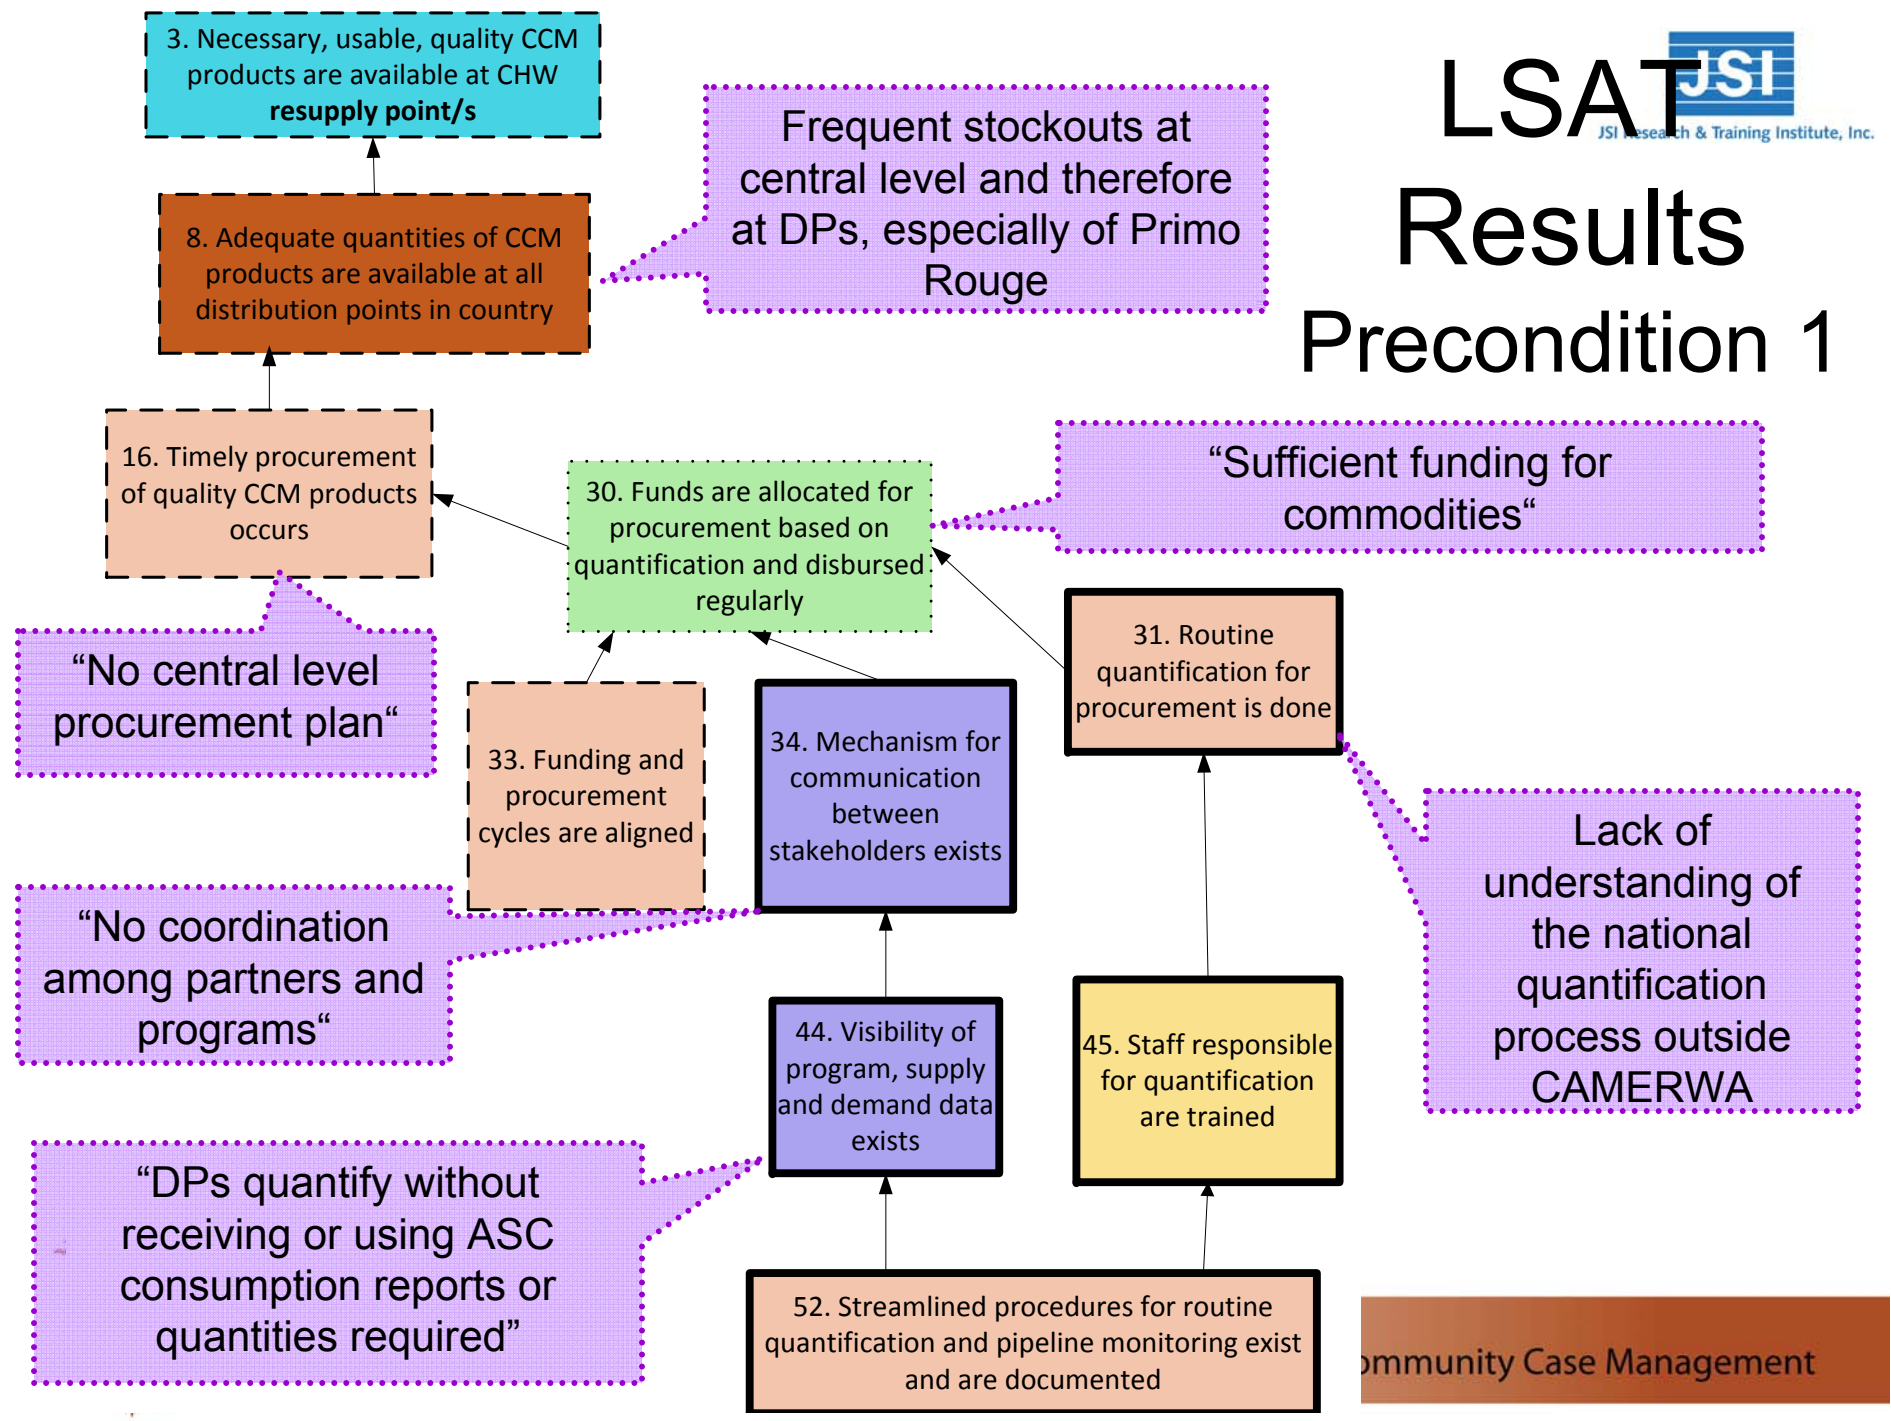 3. Necessary, usable, quality CCM
products are available at CHW
resupply point/s
JSI
JSI Research & Training Institute, Inc.
LSAT
Results
Precondition 1
Frequent stockouts at
central level and therefore
at DPs, especially of Primo
Rouge
8. Adequate quantities of CCM
products are available at all
distribution points in country
16. Timely procurement
of quality CCM products
occurs
30. Funds are allocated for
procurement based on
quantification and disbursed
regularly
“Sufficient funding for
commodities“
“No central level
procurement plan“
31. Routine
quantification for
procurement is done
33. Funding and
procurement
cycles are aligned
34. Mechanism for
communication
between
stakeholders exists
Lack of
understanding of
the national
quantification
process outside
CAMERWA
“No coordination
among partners and
programs“
44. Visibility of
program, supply
and demand data
exists
45. Staff responsible
for quantification
are trained
“DPs quantify without
receiving or using ASC
consumption reports or
quantities required”
52. Streamlined procedures for routine
quantification and pipeline monitoring exist
and are documented
ommunity Case Management